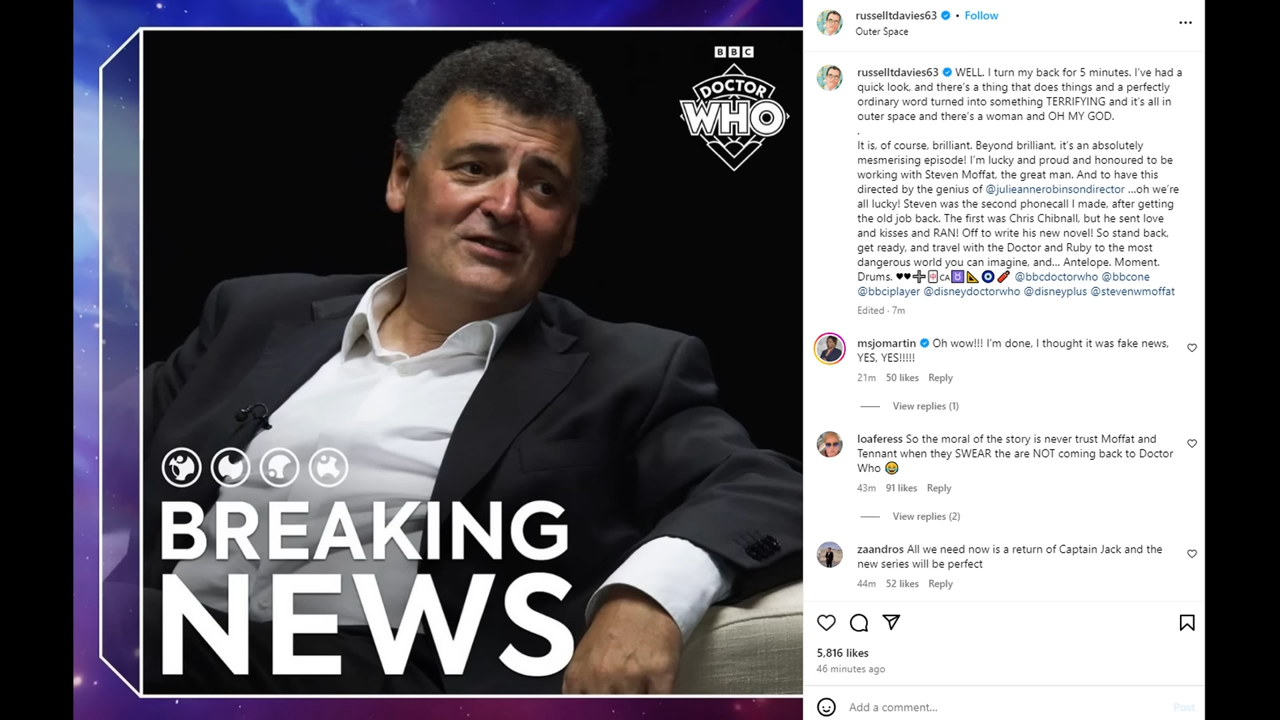 BBC
DOCTOR
WHO
BREAKING
NEWS
russelltdavies63 • Follow
Outer Space
russelltdavies63 WELL. I turn my back for 5 minutes. I've had a
quick look, and there's a thing that does things and a perfectly
ordinary word turned into something TERRIFYING and it's all in
outer space and there's a woman and OH MY GOD.
.
It is, of course, brilliant. Beyond brilliant, it's an absolutely
mesmerising episode! I'm lucky and proud and honoured to be
working with Steven Moffat, the great man. And to have this
directed by the genius of @julieannerobinsondirector ...oh we're
all lucky! Steven was the second phonecall I made, after getting
the old job back. The first was Chris Chibnall, but he sent love
and kisses and RAN! Off to write his new novel! So stand back,
get ready, and travel with the Doctor and Ruby to the most
dangerous world you can imagine, and... Antelope. Moment.
Drums. ♥♥➕🀄CA♉📐🧿🧨 @bbcdoctorwho @bbcone
@bbciplayer @disneydoctorwho @disneyplus @stevenwmoffat
Edited · 7m
msjomartin Oh wow!!! I'm done, I thought it was fake news,
YES, YES!!!!!
21m 50 likes Reply
View replies (1)
loaferess So the moral of the story is never trust Moffat and
Tennant when they SWEAR the are NOT coming back to Doctor
Who 😂
43m 91 likes Reply
View replies (2)
zaandros All we need now is a return of Captain Jack and the
new series will be perfect
44m 52 likes Reply
5,816 likes
46 minutes ago
Add a comment...
Post